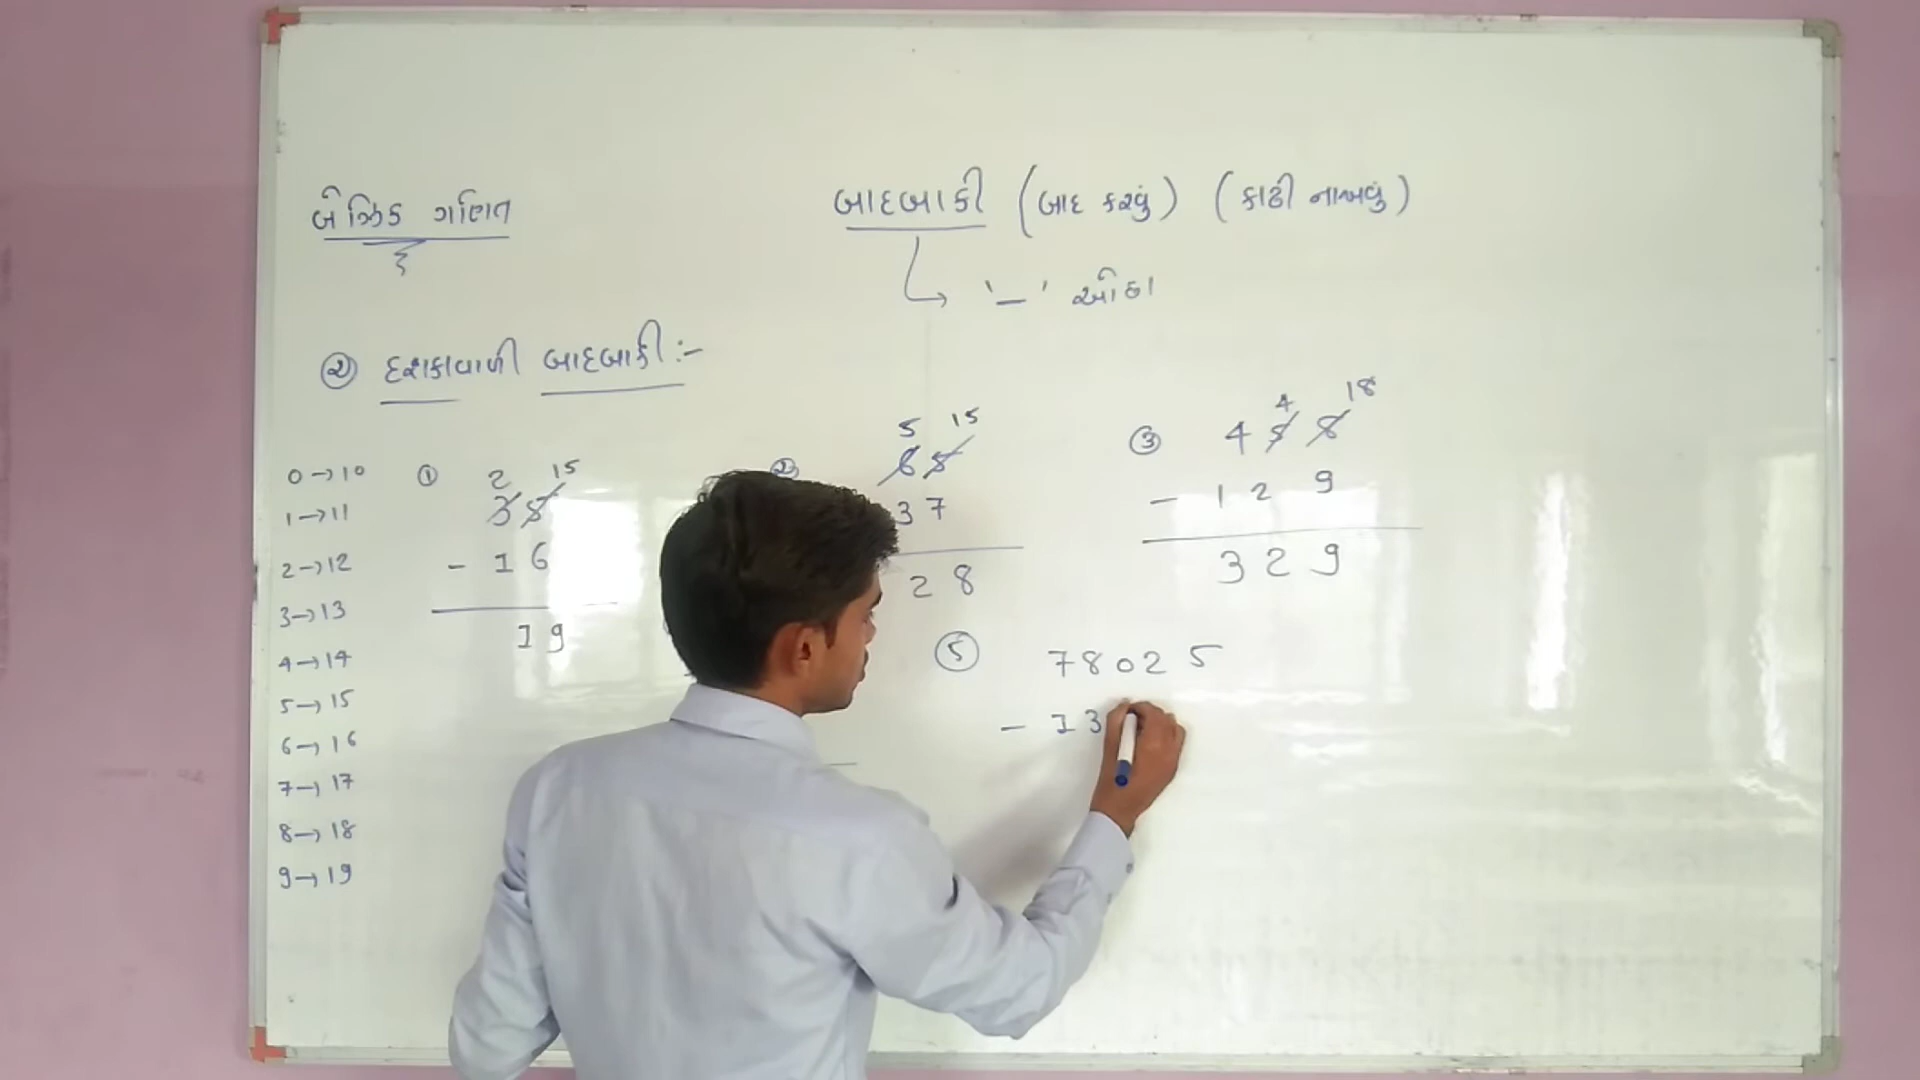 બેઝિક ગણિત
બાદબાકી (બાદ કરવું) (કાઢી નાખવું)
'–' ઓછા
૨ દશકાવાળી બાદબાકી :-
0→10
1→11
2→12
3→13
4→14
5→15
6→16
7→17
8→18
9→19
①
2 15
3 5
- 1 6
1 9
5 15
6 5
3 7
2 8
③
4 18
4 5 8
- 1 2 9
3 2 9
⑤ 7 8 0 2 5
- 1 3